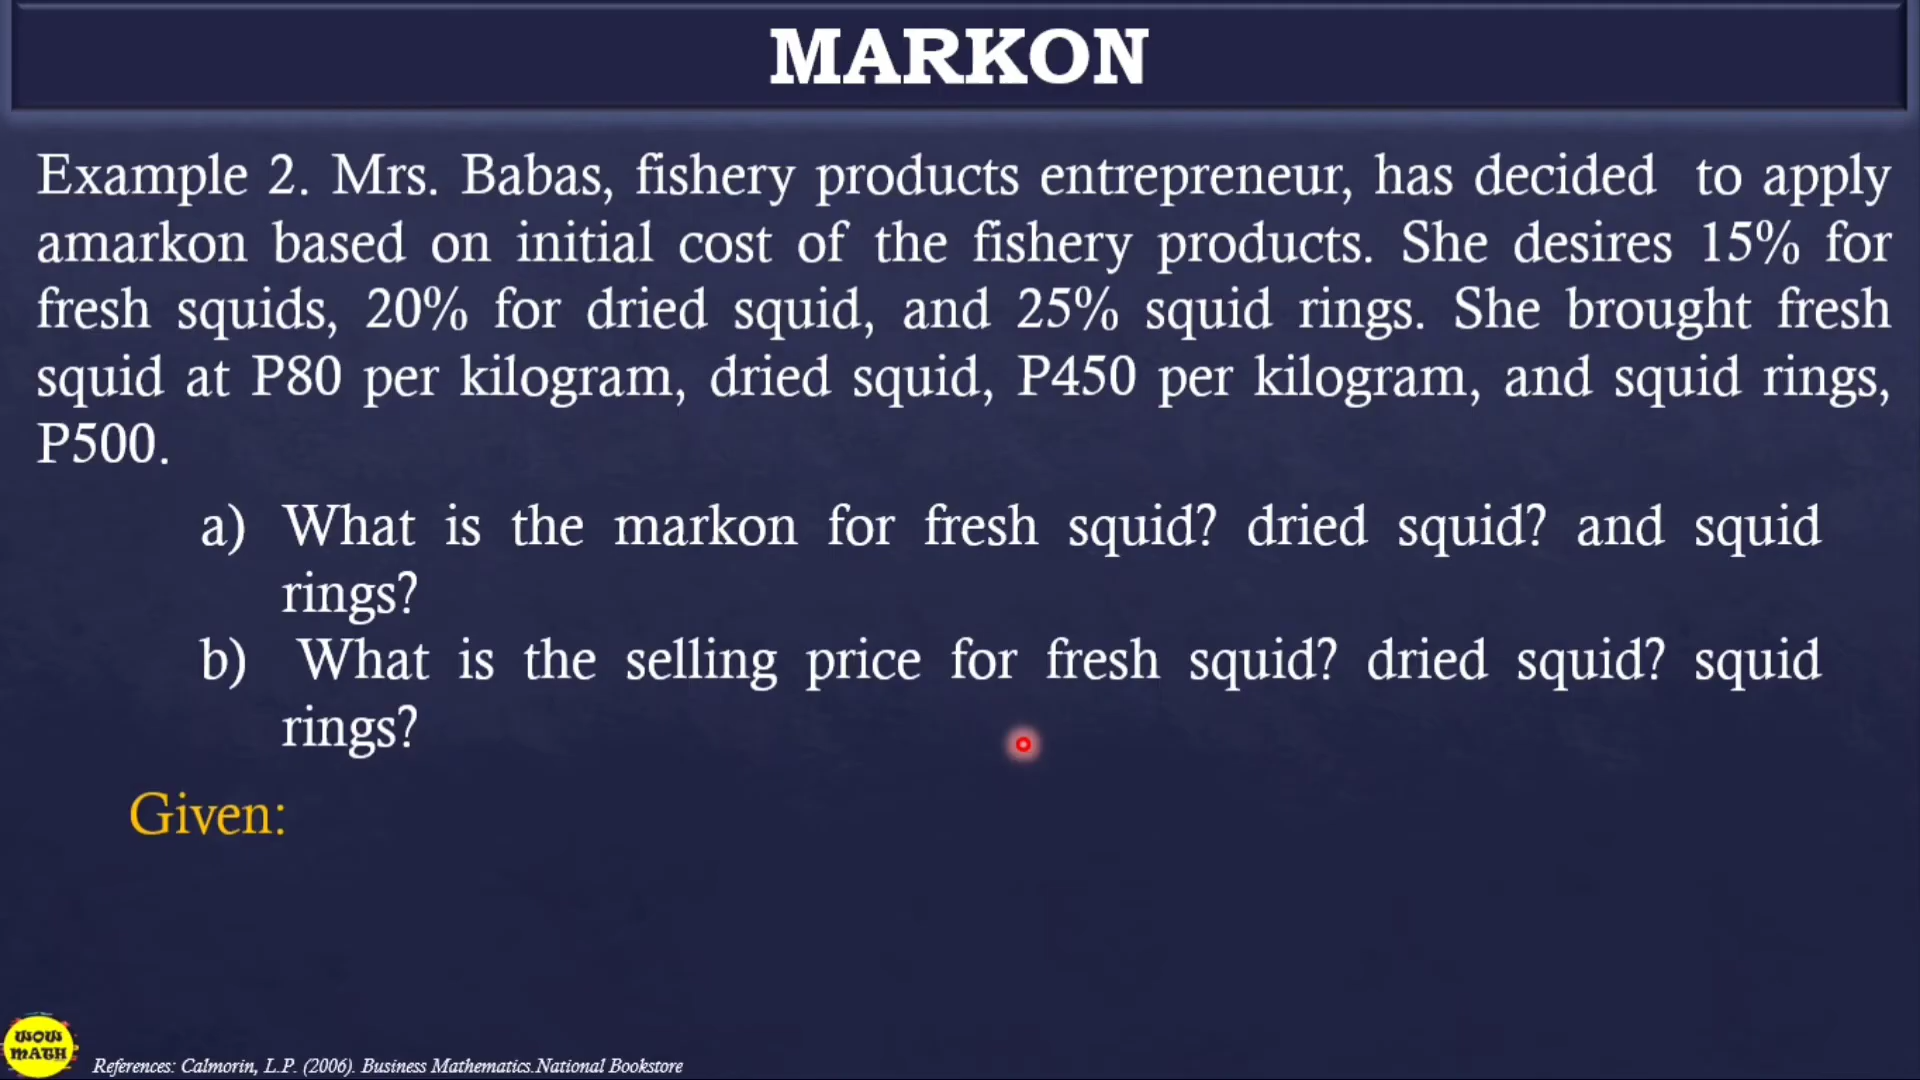 MARKON
Example 2. Mrs. Babas, fishery products entrepreneur, has decided to apply
amarkon based on initial cost of the fishery products. She desires 15% for
fresh squids, 20% for dried squid, and 25% squid rings. She brought fresh
squid at P80 per kilogram, dried squid, P450 per kilogram, and squid rings,
P500.
a) What is the markon for fresh squid? dried squid? and squid
rings?
b) What is the selling price for fresh squid? dried squid? squid
rings?
Given:
WOW
MATH
References: Calmorin, L.P. (2006). Business Mathematics.National Bookstore